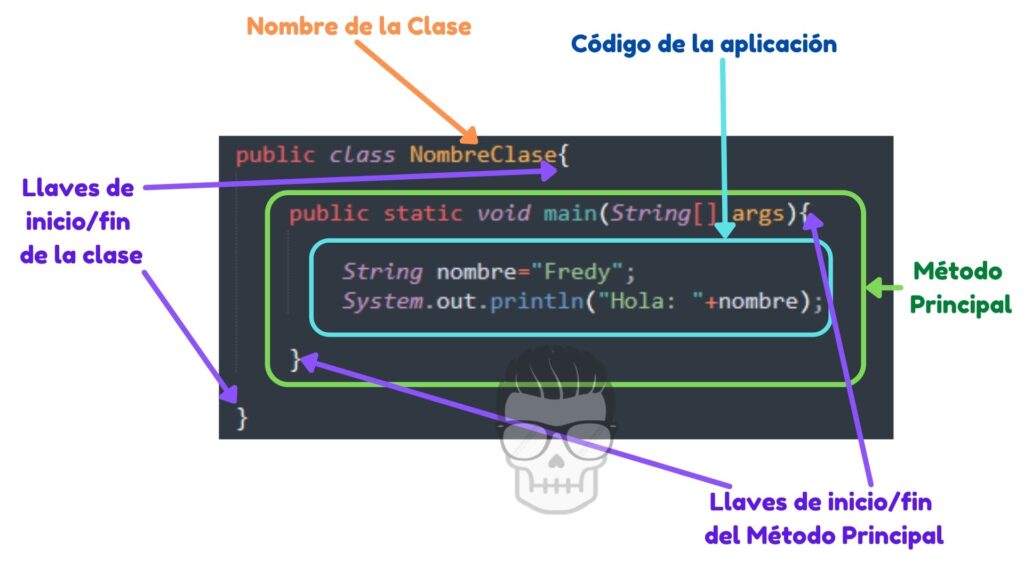 Nombre de la Clase
Código de la aplicación
public class NombreClase{
Llaves de
inicio/fin
de la clase
public static void main(String[] args){
String nombre="Fredy";
System.out.println("Hola: "+nombre);
Método
Principal
}
}
Llaves de inicio/fin
del Método Principal